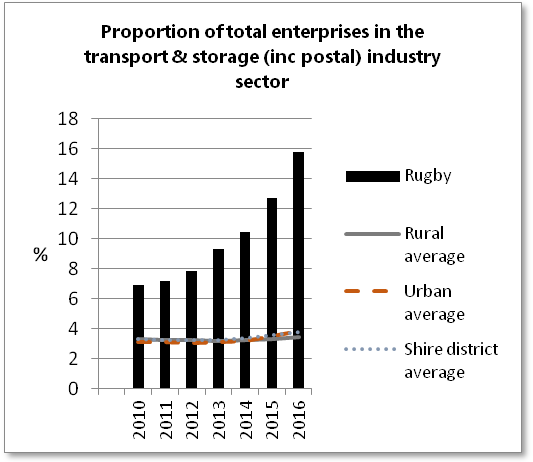 Proportion of total enterprises in the
transport & storage (inc postal) industry
sector
18
16
14
12
10
8
6
4
2
0
%
2010
2011
2012
2013
2014
2015
2016
Rugby
Rural
average
Urban
average
Shire district
average